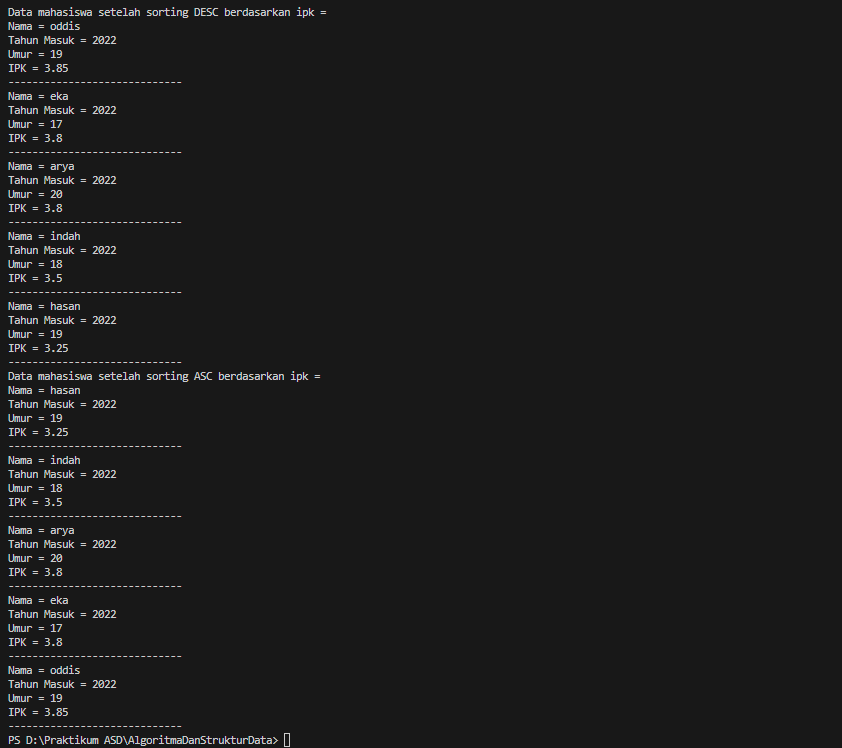 Data mahasiswa setelah sorting DESC berdasarkan ipk =
Nama = oddis
Tahun Masuk = 2022
Umur = 19
IPK = 3.85
-----------------------------
Nama = eka
Tahun Masuk = 2022
Umur = 17
IPK = 3.8
-----------------------------
Nama = arya
Tahun Masuk = 2022
Umur = 20
IPK = 3.8
-----------------------------
Nama = indah
Tahun Masuk = 2022
Umur = 18
IPK = 3.5
-----------------------------
Nama = hasan
Tahun Masuk = 2022
Umur = 19
IPK = 3.25
-----------------------------
Data mahasiswa setelah sorting ASC berdasarkan ipk =
Nama = hasan
Tahun Masuk = 2022
Umur = 19
IPK = 3.25
-----------------------------
Nama = indah
Tahun Masuk = 2022
Umur = 18
IPK = 3.5
-----------------------------
Nama = arya
Tahun Masuk = 2022
Umur = 20
IPK = 3.8
-----------------------------
Nama = eka
Tahun Masuk = 2022
Umur = 17
IPK = 3.8
-----------------------------
Nama = oddis
Tahun Masuk = 2022
Umur = 19
IPK = 3.85
-----------------------------
PS D:\Praktikum ASD\AlgoritmaDanStrukturData>